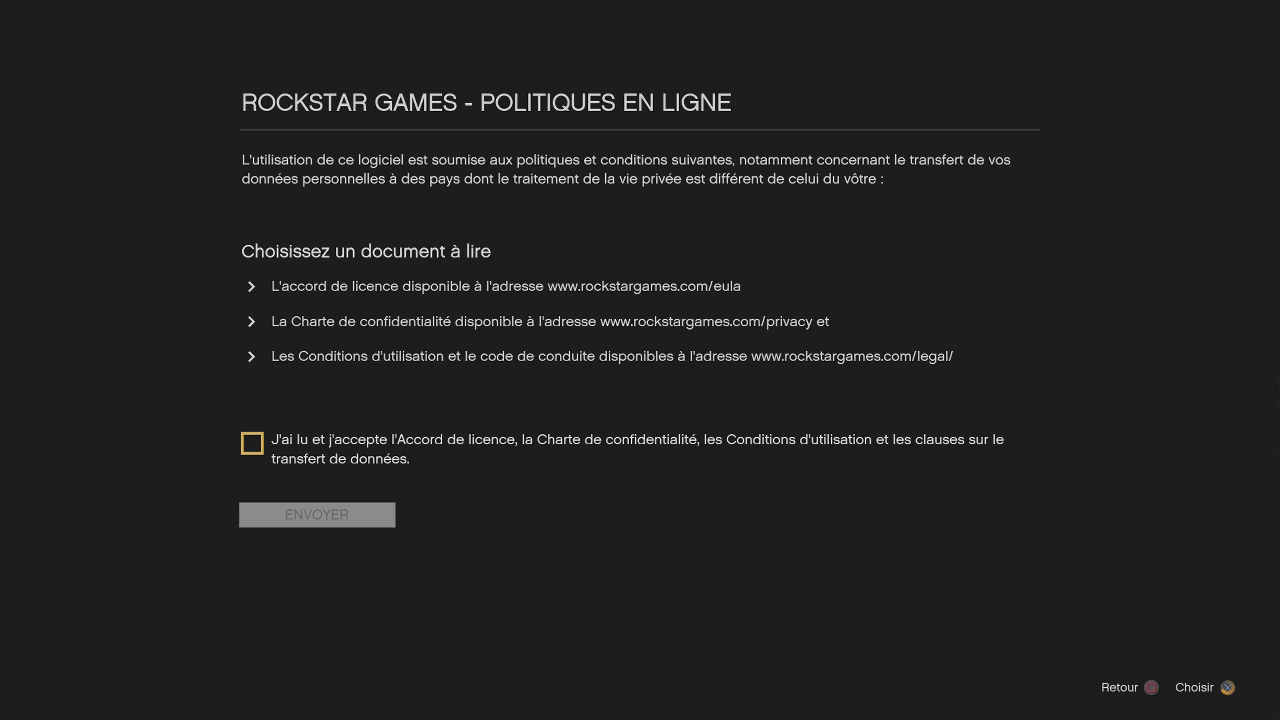 ROCKSTAR GAMES - POLITIQUES EN LIGNE
L'utilisation de ce logiciel est soumise aux politiques et conditions suivantes, notamment concernant le transfert de vos
données personnelles à des pays dont le traitement de la vie privée est différent de celui du vôtre :
Choisissez un document à lire
L'accord de licence disponible à l'adresse www.rockstargames.com/eula
La Charte de confidentialité disponible à l'adresse www.rockstargames.com/privacy et
Les Conditions d'utilisation et le code de conduite disponibles à l'adresse www.rockstargames.com/legal/
J'ai lu et j'accepte l'Accord de licence, la Charte de confidentialité, les Conditions d'utilisation et les clauses sur le
transfert de données.
ENVOYER
Retour Choisir